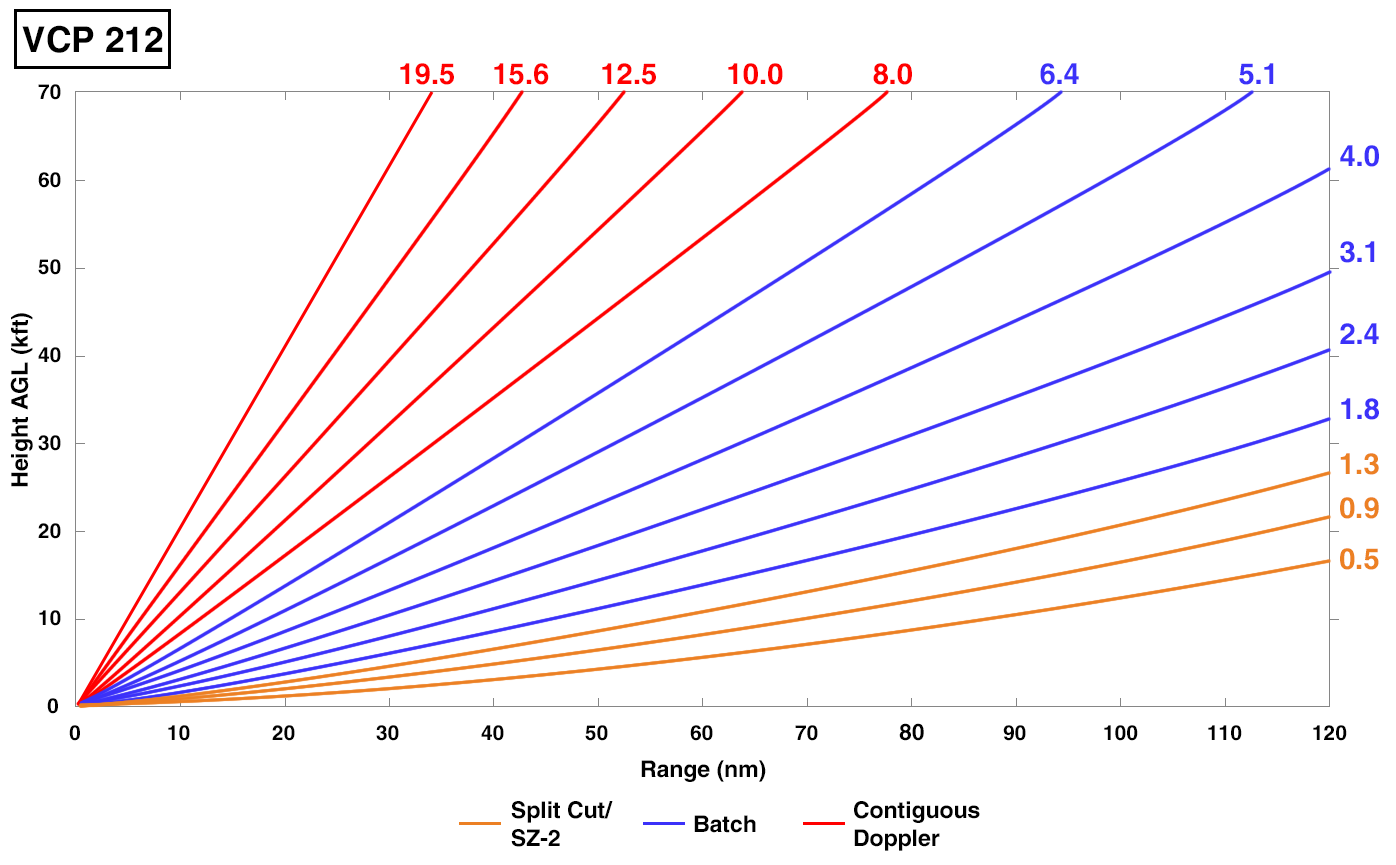 VCP 212
19.5 15.6 12.5 10.0 8.0 6.4 5.1
70
4.0
60
3.1
50
2.4
40
1.8
30
1.3
20
0.9
0.5
10
0
Height AGL (kft)
0 10 20 30 40 50 60 70 80 90 100 110 120
Range (nm)
Split Cut/
SZ-2
Batch
Contiguous
Doppler